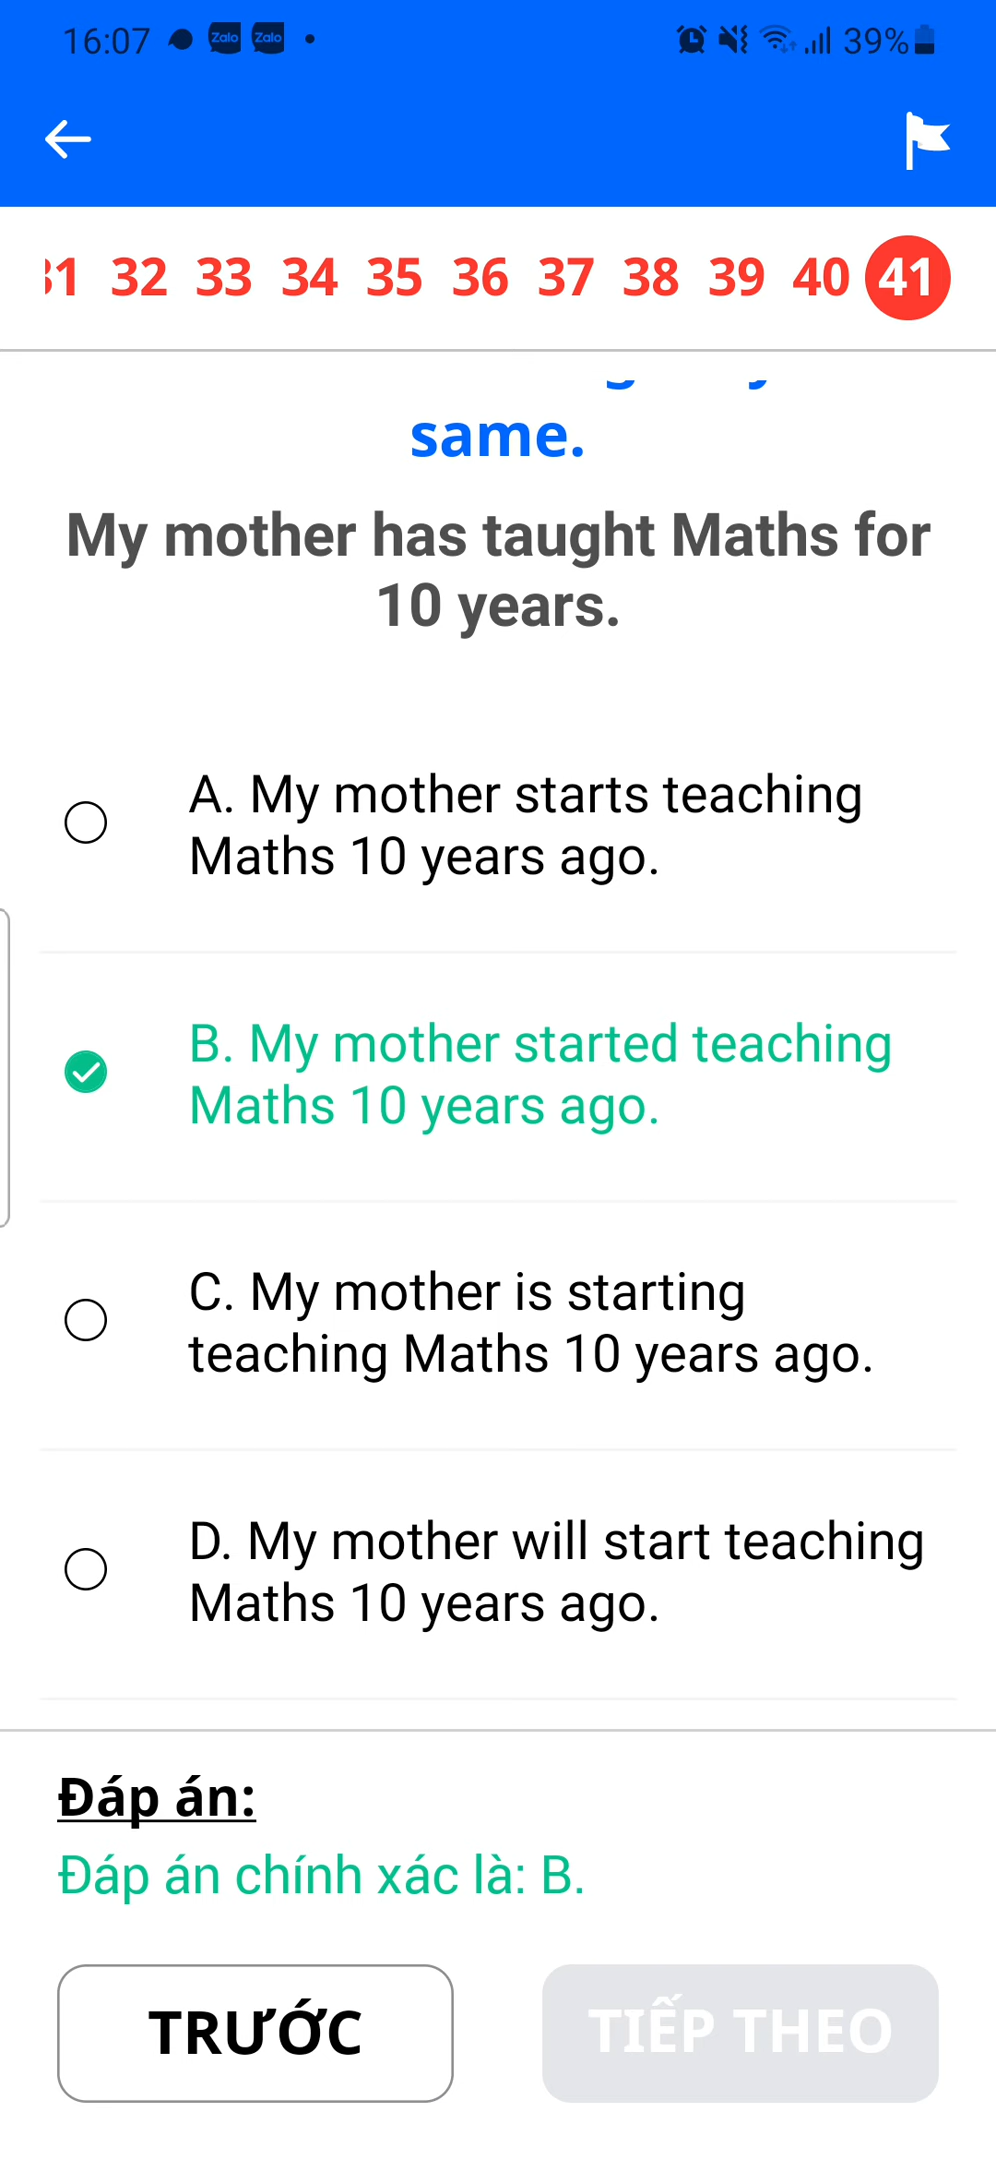 16:07 Zalo Zalo 39%
31 32 33 34 35 36 37 38 39 40 41
same.
My mother has taught Maths for
10 years.
A. My mother starts teaching
Maths 10 years ago.
B. My mother started teaching
Maths 10 years ago.
C. My mother is starting
teaching Maths 10 years ago.
D. My mother will start teaching
Maths 10 years ago.
Đáp án:
Đáp án chính xác là: B.
TRƯỚC
TIẾP THEO